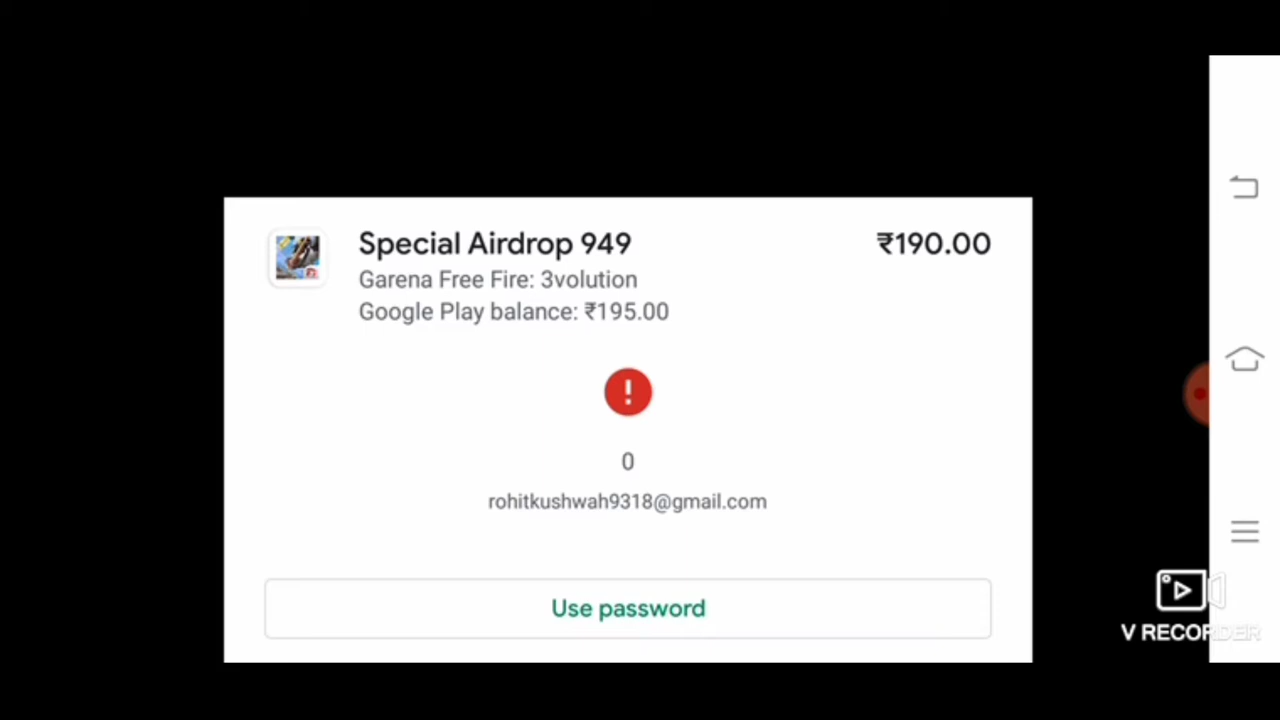 Special Airdrop 949
₹190.00
Garena Free Fire: 3volution
Google Play balance: ₹195.00
0
rohitkushwah9318@gmail.com
Use password
V RECORDER